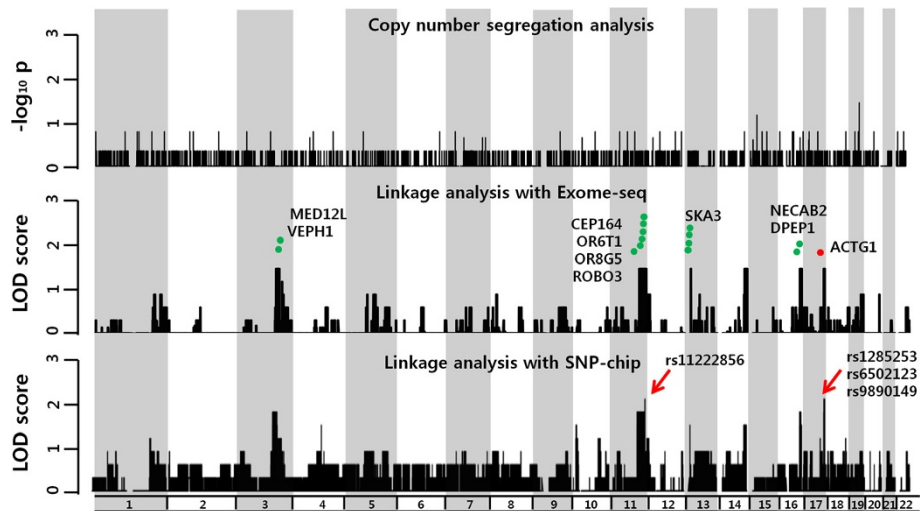 Copy number segregation analysis
3
2
1
0
-log10 p
Linkage analysis with Exome-seq
3
2
1
0
LOD score
MED12L
VEPH1
CEP164
OR6T1
OR8G5
ROBO3
SKA3
NECAB2
DPEP1
ACTG1
Linkage analysis with SNP-chip
3
2
1
0
LOD score
rs11222856
rs1285253
rs6502123
rs9890149
1 2 3 4 5 6 7 8 9 10 11 12 13 14 15 16 17 18 19 20 21 22